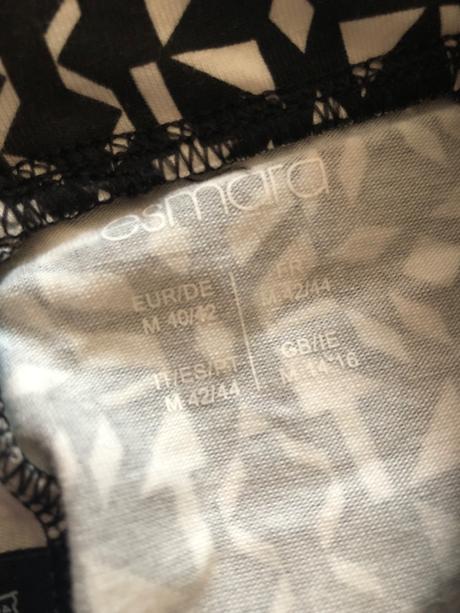 esmara
EUR/DE
M 40/42
FR
M 42/44
IT/ES/PT
M 42/44
GB/IE
M 14-16